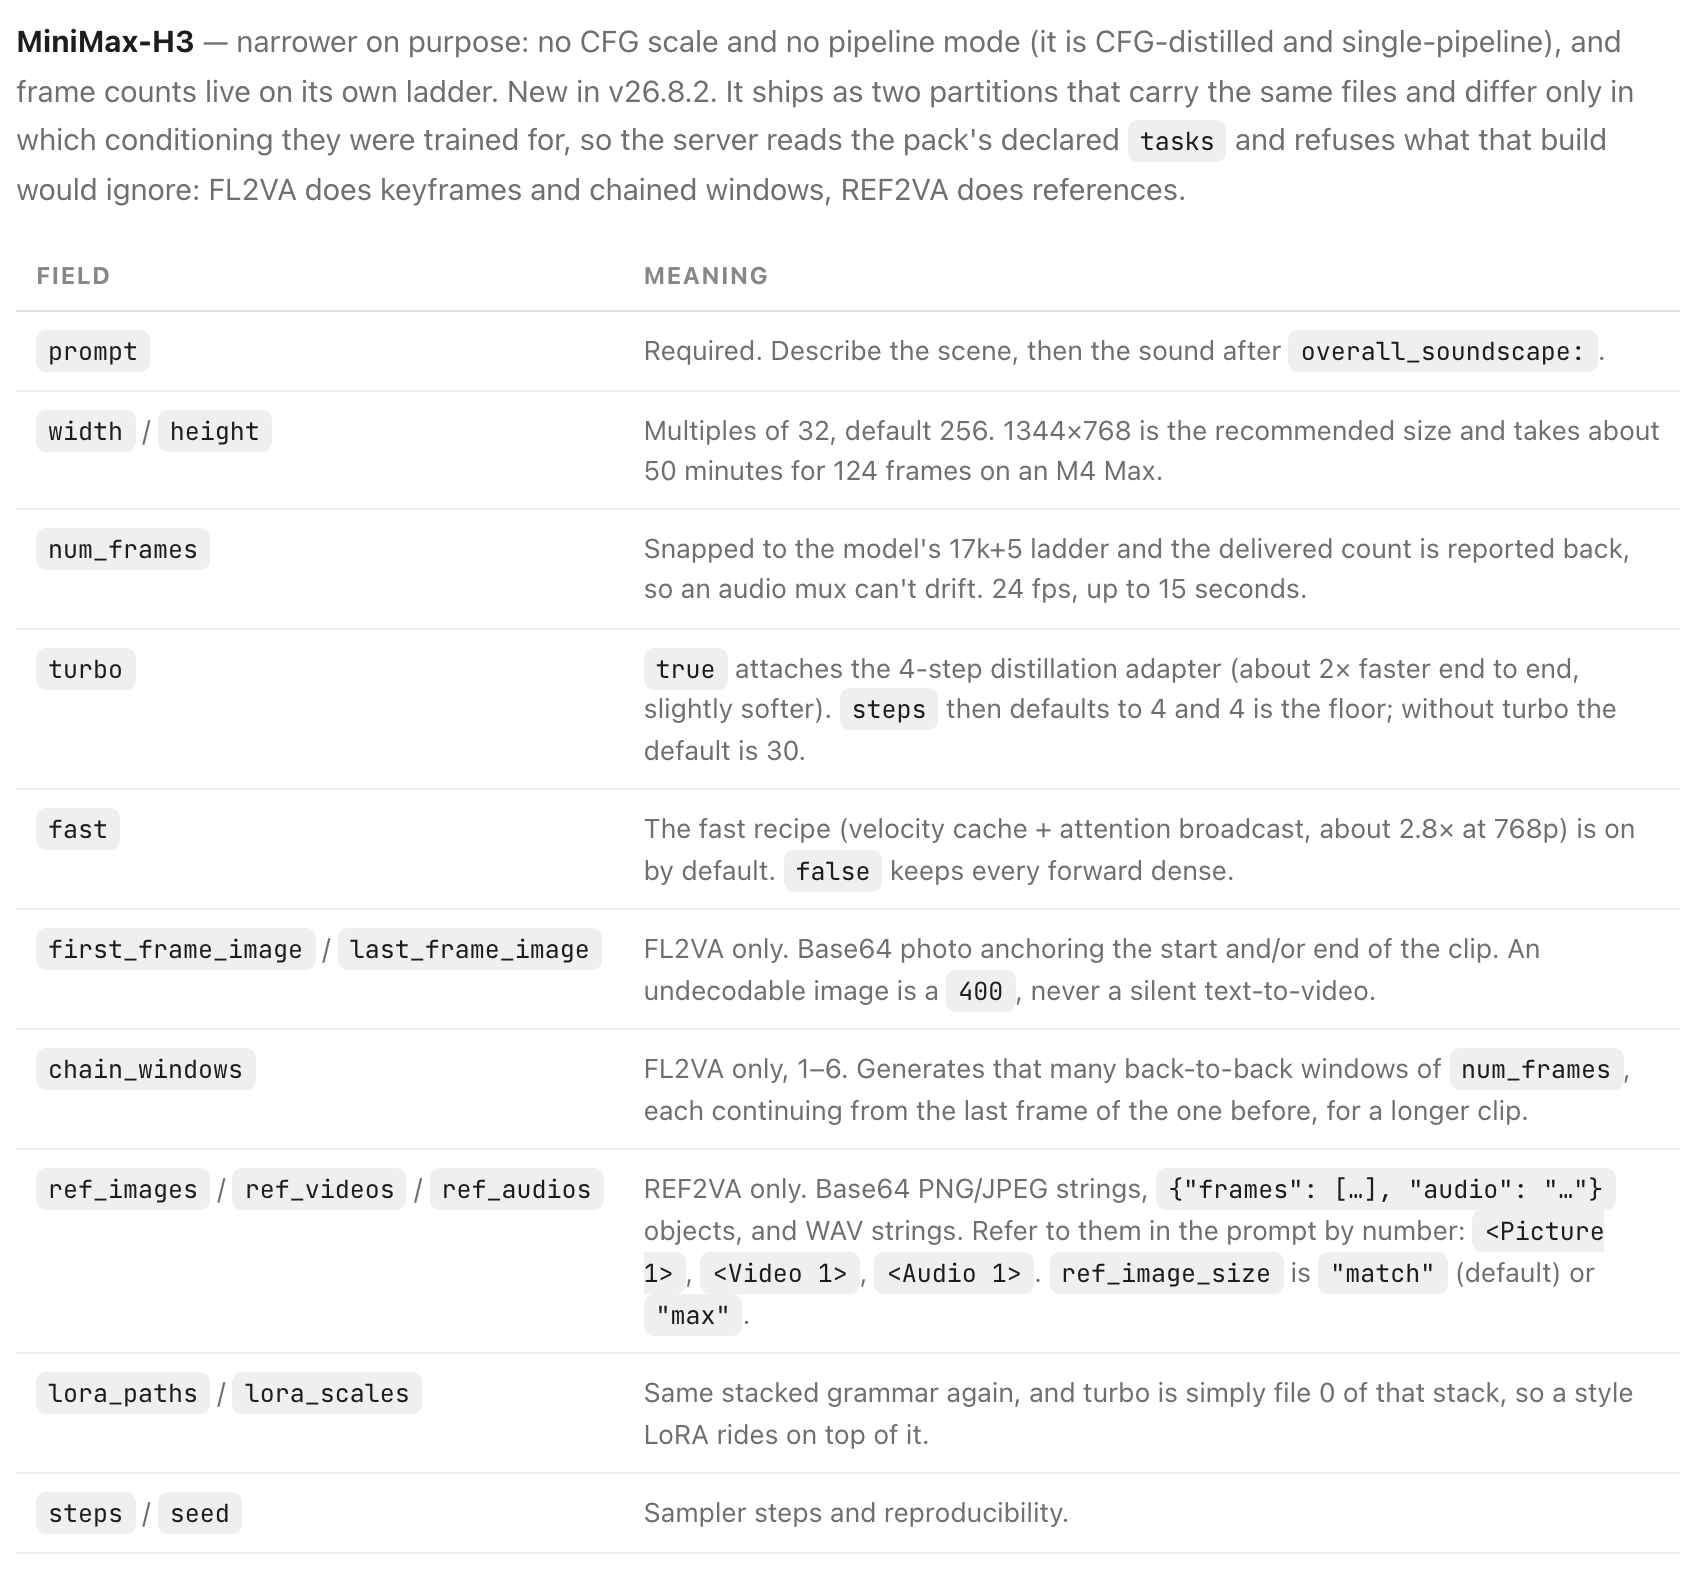 MiniMax-H3 — narrower on purpose: no CFG scale and no pipeline mode (it is CFG-distilled and single-pipeline), and
frame counts live on its own ladder. New in v26.8.2. It ships as two partitions that carry the same files and differ only in
which conditioning they were trained for, so the server reads the pack's declared tasks and refuses what that build
would ignore: FL2VA does keyframes and chained windows, REF2VA does references.
FIELD MEANING
prompt Required. Describe the scene, then the sound after overall_soundscape: .
width / height Multiples of 32, default 256. 1344×768 is the recommended size and takes about
50 minutes for 124 frames on an M4 Max.
num_frames Snapped to the model's 17k+5 ladder and the delivered count is reported back,
so an audio mux can't drift. 24 fps, up to 15 seconds.
turbo true attaches the 4-step distillation adapter (about 2× faster end to end,
slightly softer). steps then defaults to 4 and 4 is the floor; without turbo the
default is 30.
fast The fast recipe (velocity cache + attention broadcast, about 2.8× at 768p) is on
by default. false keeps every forward dense.
first_frame_image / last_frame_image FL2VA only. Base64 photo anchoring the start and/or end of the clip. An
undecodable image is a 400 , never a silent text-to-video.
chain_windows FL2VA only, 1–6. Generates that many back-to-back windows of num_frames ,
each continuing from the last frame of the one before, for a longer clip.
ref_images / ref_videos / ref_audios REF2VA only. Base64 PNG/JPEG strings, {"frames": […], "audio": "…"}
objects, and WAV strings. Refer to them in the prompt by number: <Picture
1> , <Video 1> , <Audio 1> . ref_image_size is "match" (default) or
"max" .
lora_paths / lora_scales Same stacked grammar again, and turbo is simply file 0 of that stack, so a style
LoRA rides on top of it.
steps / seed Sampler steps and reproducibility.